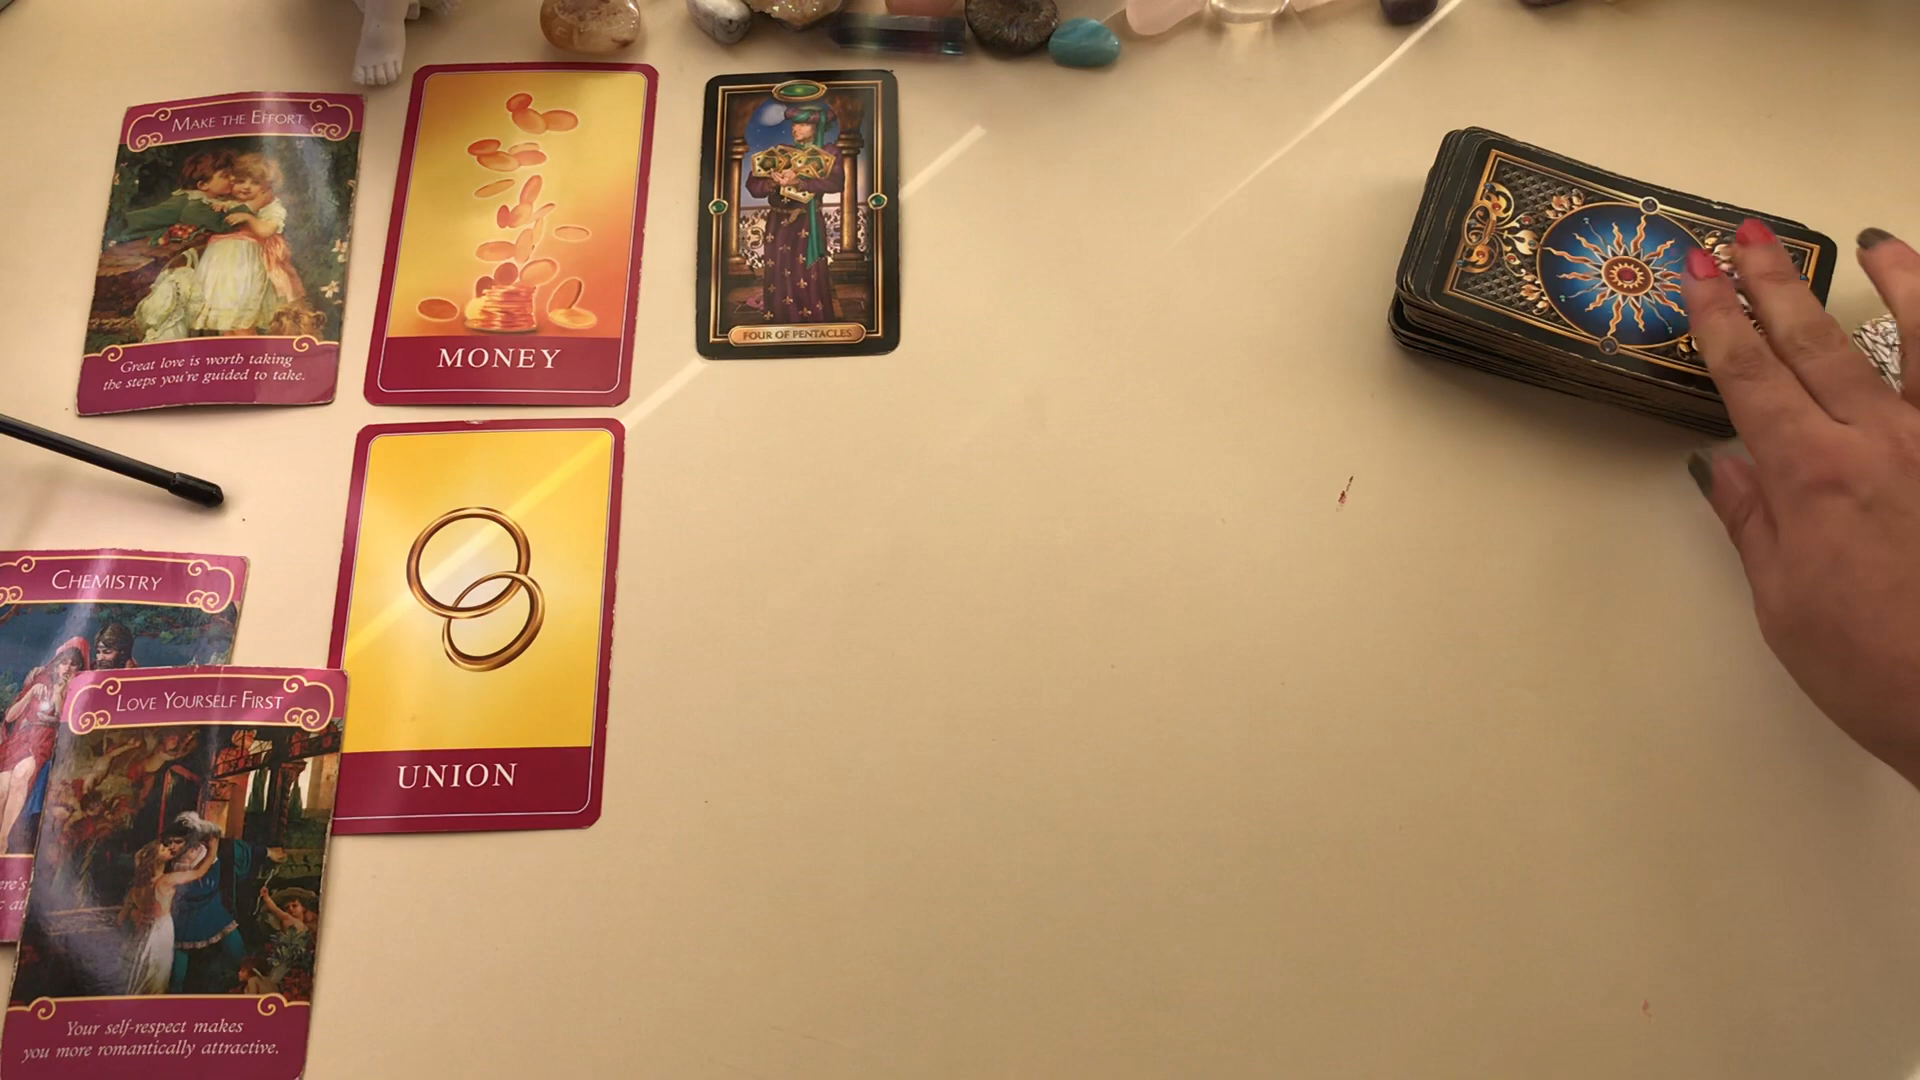 MAKE THE EFFORT
Great love is worth taking
the steps you're guided to take.
MONEY
FOUR OF PENTACLES
CHEMISTRY
UNION
LOVE YOURSELF FIRST
Your self-respect makes
you more romantically attractive.